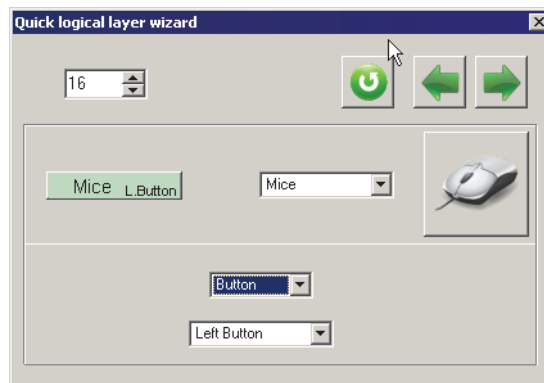 Quick logical layer wizard
16
Mice L.Button
Mice
Button
Left Button